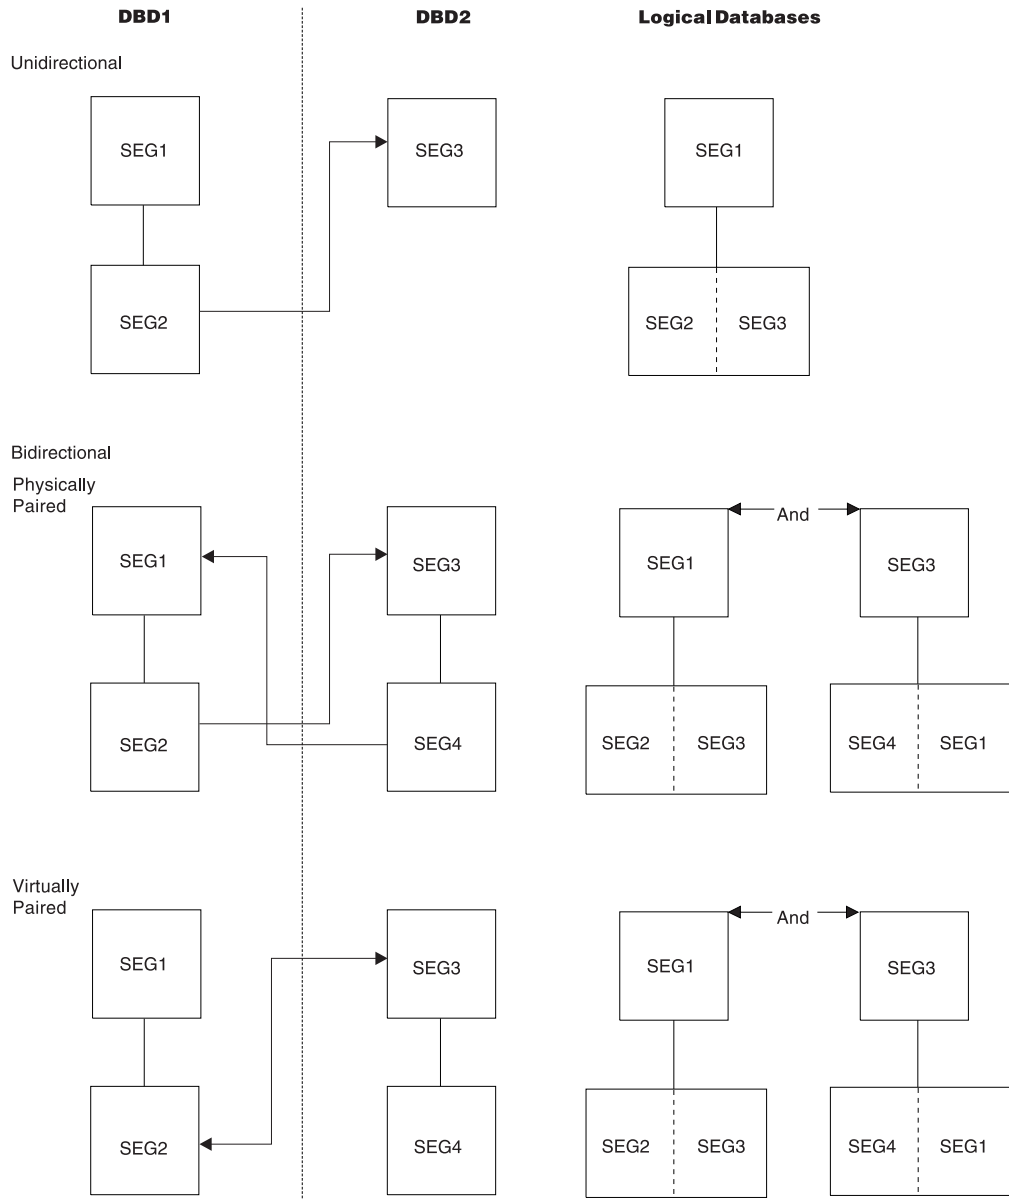 DBD1
DBD2
Logical Databases
Unidirectional
SEG1
SEG3
SEG1
SEG2
SEG2
SEG3
Bidirectional
Physically
Paired
And
SEG1
SEG3
SEG1
SEG3
SEG2
SEG4
SEG2
SEG3
SEG4
SEG1
Virtually
Paired
And
SEG1
SEG3
SEG1
SEG3
SEG2
SEG4
SEG2
SEG3
SEG4
SEG1